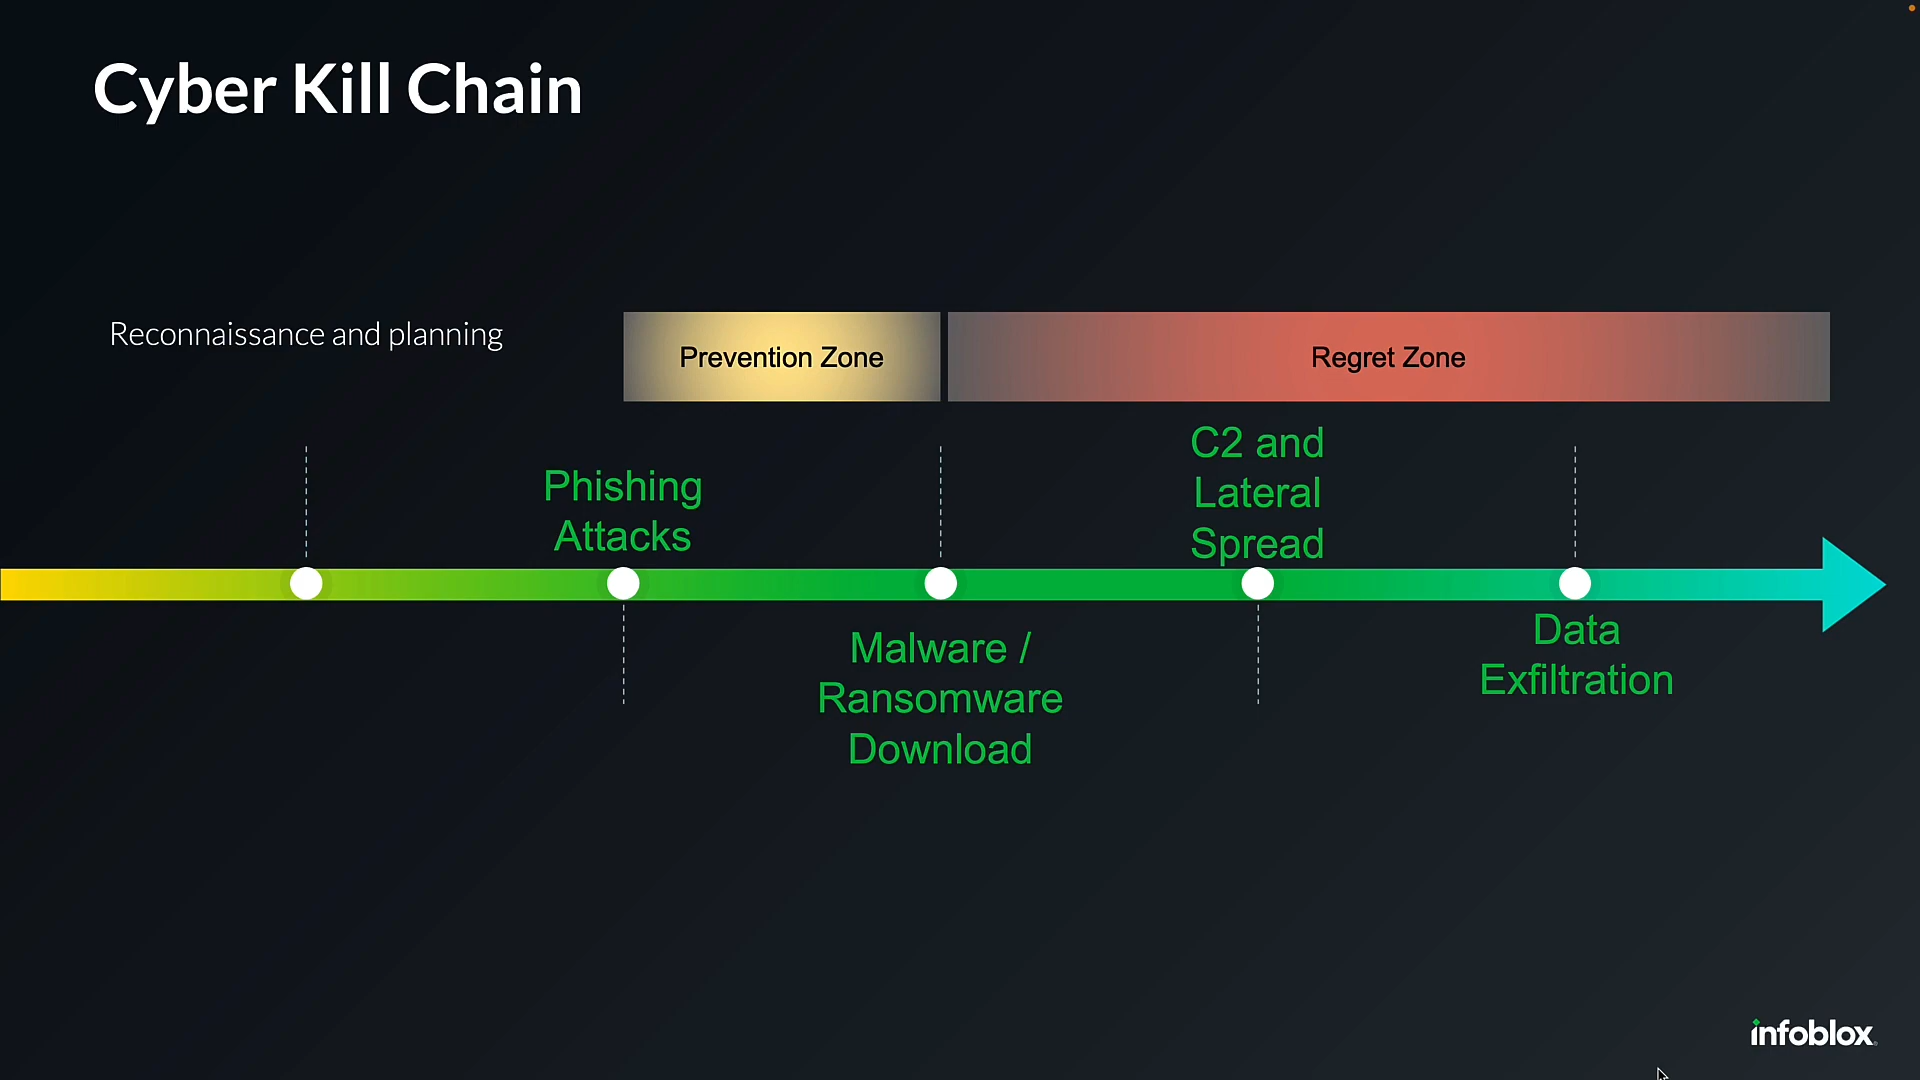 Cyber Kill Chain
Reconnaissance and planning
Prevention Zone
Regret Zone
Phishing
Attacks
Malware /
Ransomware
Download
C2 and
Lateral
Spread
Data
Exfiltration
infoblox